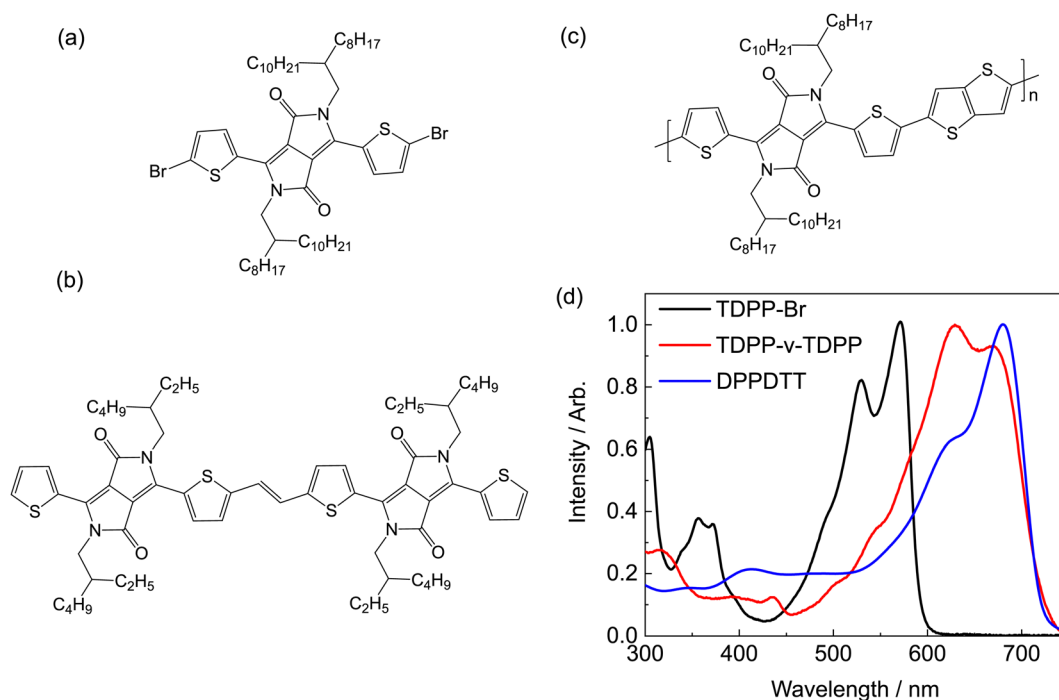 (a)
C8H17
C10H21
O
N
S
Br
Br
S
N
O
C10H21
C8H17
(c)
C8H17
C10H21
O
N
S
S
n
S
N
O
S
C10H21
C8H17
(b)
C2H5
C4H9
O
N
S
S
N
O
C2H5
C4H9
C4H9
C2H5
O
N
S
S
N
O
C4H9
C2H5
(d)
TDPP-Br
TDPP-v-TDPP
DPPDTT
1.0
0.8
0.6
0.4
0.2
0.0
Intensity / Arb.
300 400 500 600 700
Wavelength / nm